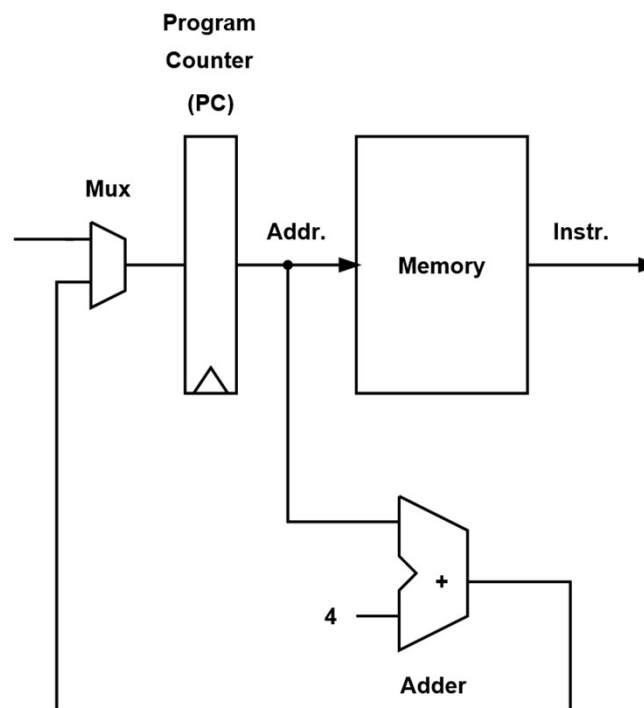 Program
Counter
(PC)
Mux
Addr.
Memory
Instr.
+
4
Adder